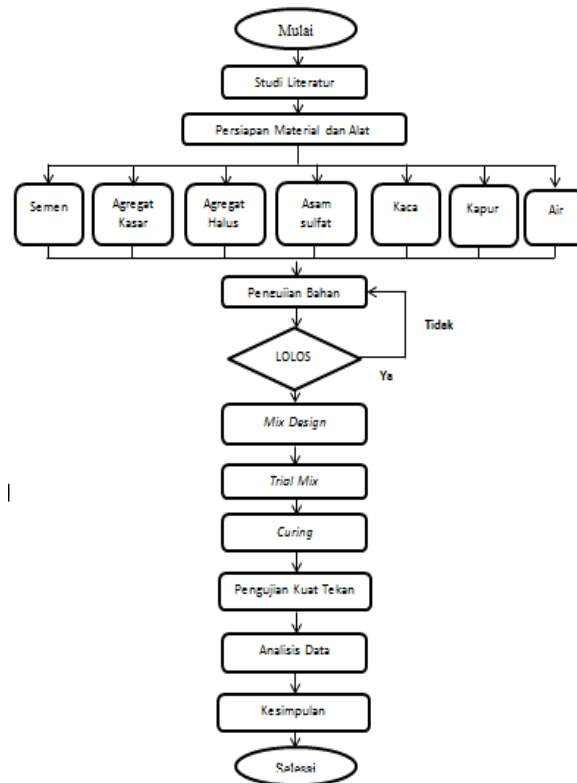 Mulai
Studi Literatur
Persiapan Material dan Alat
Semen
Agregat
Kasar
Agregat
Halus
Asam
sulfat
Kaca
Kapur
Air
Pengujian Bahan
Tidak
LOLOS
Ya
Mix Design
Trial Mix
Curing
Pengujian Kuat Tekan
Analisis Data
Kesimpulan
Selesai